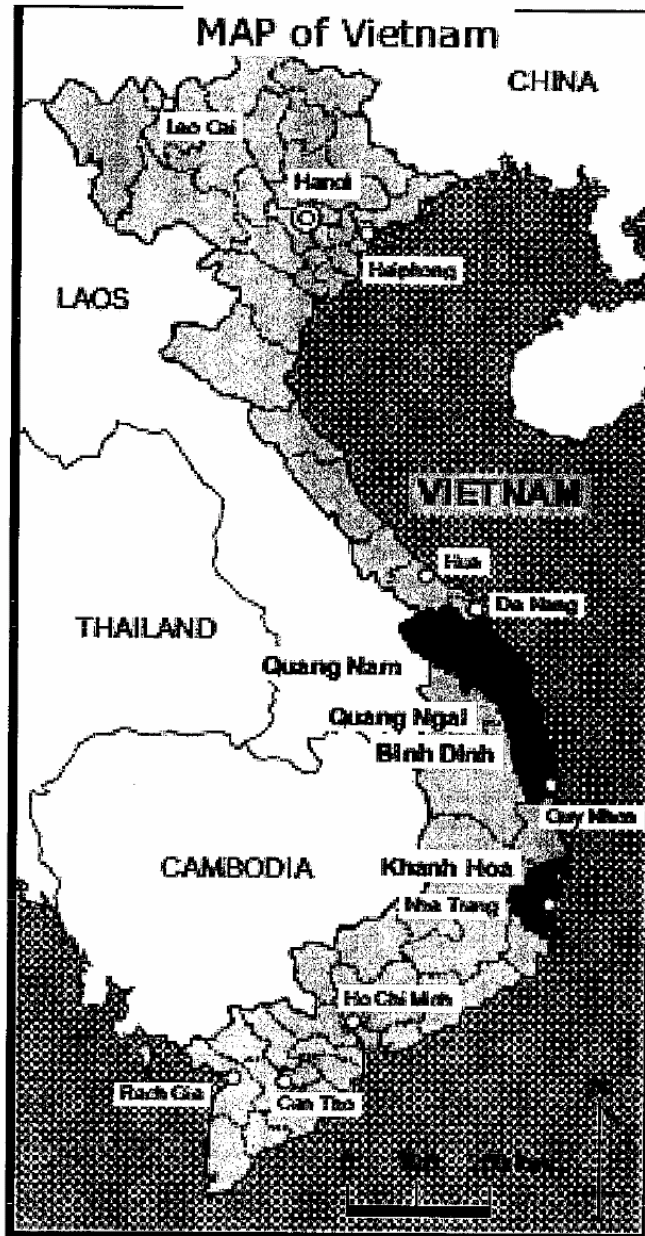 MAP of Vietnam
CHINA
Lao Cai
Hanoi
Haiphong
LAOS
VIETNAM
Hue
Da Nang
THAILAND
Quang Nam
Quang Ngai
Binh Dinh
Quy Nhon
CAMBODIA
Khanh Hoa
Nha Trang
Ho Chi Minh
Rach Gia
Can Tho